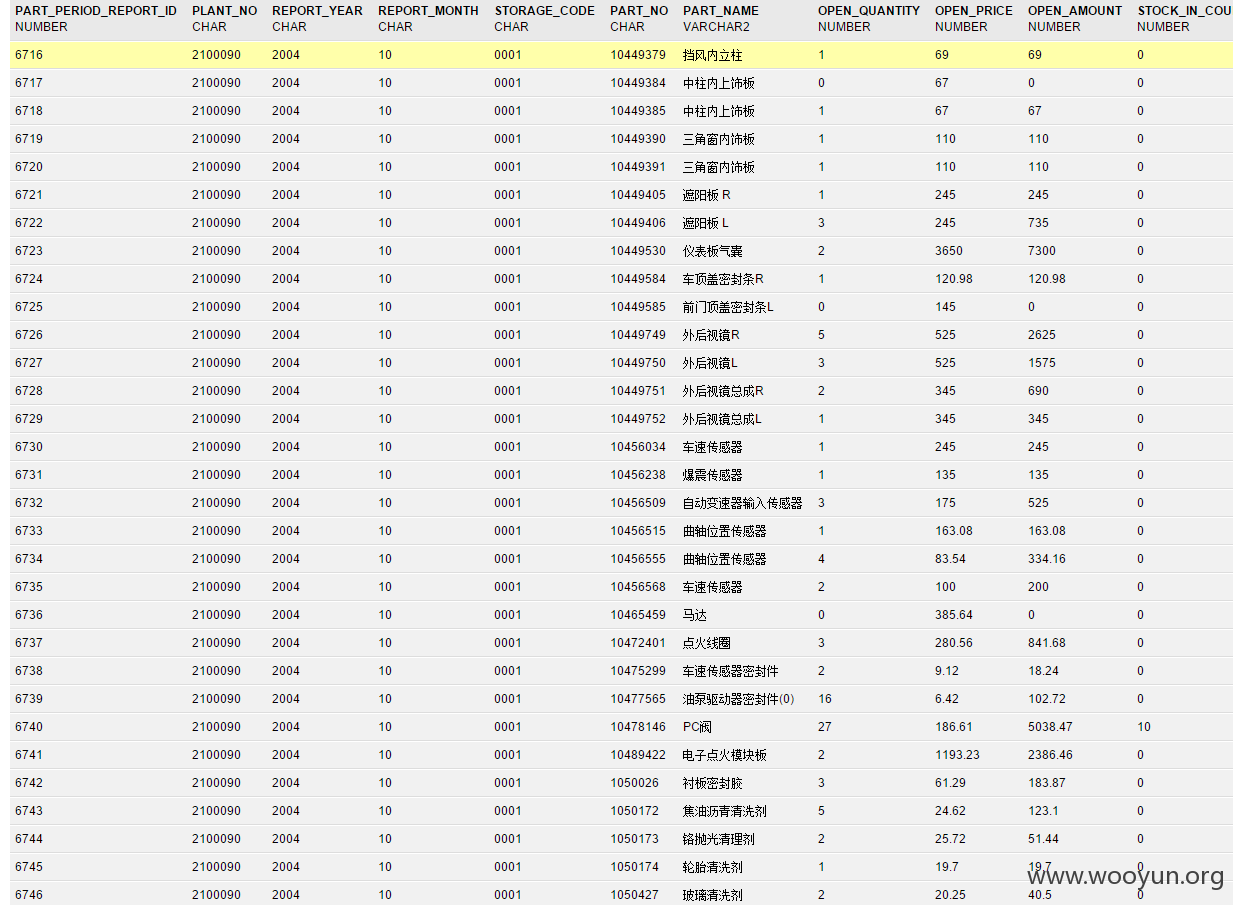 PART_PERIOD_REPORT_ID PLANT_NO REPORT_YEAR REPORT_MONTH STORAGE_CODE PART_NO PART_NAME OPEN_QUANTITY OPEN_PRICE OPEN_AMOUNT STOCK_IN_COU
NUMBER CHAR CHAR CHAR CHAR CHAR VARCHAR2 NUMBER NUMBER NUMBER NUMBER
6716 2100090 2004 10 0001 10449379 挡风内立柱 1 69 69 0
6717 2100090 2004 10 0001 10449384 中柱内上饰板 0 67 0 0
6718 2100090 2004 10 0001 10449385 中柱内上饰板 1 67 67 0
6719 2100090 2004 10 0001 10449390 三角窗内饰板 1 110 110 0
6720 2100090 2004 10 0001 10449391 三角窗内饰板 1 110 110 0
6721 2100090 2004 10 0001 10449405 遮阳板 R 1 245 245 0
6722 2100090 2004 10 0001 10449406 遮阳板 L 3 245 735 0
6723 2100090 2004 10 0001 10449530 仪表板气囊 2 3650 7300 0
6724 2100090 2004 10 0001 10449584 车顶盖密封条R 1 120.98 120.98 0
6725 2100090 2004 10 0001 10449585 前门顶盖密封条L 0 145 0 0
6726 2100090 2004 10 0001 10449749 外后视镜R 5 525 2625 0
6727 2100090 2004 10 0001 10449750 外后视镜L 3 525 1575 0
6728 2100090 2004 10 0001 10449751 外后视镜总成R 2 345 690 0
6729 2100090 2004 10 0001 10449752 外后视镜总成L 1 345 345 0
6730 2100090 2004 10 0001 10456034 车速传感器 1 245 245 0
6731 2100090 2004 10 0001 10456238 爆震传感器 1 135 135 0
6732 2100090 2004 10 0001 10456509 自动变速器输入传感器 3 175 525 0
6733 2100090 2004 10 0001 10456515 曲轴位置传感器 1 163.08 163.08 0
6734 2100090 2004 10 0001 10456555 曲轴位置传感器 4 83.54 334.16 0
6735 2100090 2004 10 0001 10456568 车速传感器 2 100 200 0
6736 2100090 2004 10 0001 10465459 马达 0 385.64 0 0
6737 2100090 2004 10 0001 10472401 点火线圈 3 280.56 841.68 0
6738 2100090 2004 10 0001 10475299 车速传感器密封件 2 9.12 18.24 0
6739 2100090 2004 10 0001 10477565 油泵驱动器密封件(0) 16 6.42 102.72 0
6740 2100090 2004 10 0001 10478146 PC阀 27 186.61 5038.47 10
6741 2100090 2004 10 0001 10489422 电子点火模块板 2 1193.23 2386.46 0
6742 2100090 2004 10 0001 1050026 衬板密封胶 3 61.29 183.87 0
6743 2100090 2004 10 0001 1050172 焦油沥青清洗剂 5 24.62 123.1 0
6744 2100090 2004 10 0001 1050173 铬抛光清理剂 2 25.72 51.44 0
6745 2100090 2004 10 0001 1050174 轮胎清洗剂 1 19.7 19.7 0
6746 2100090 2004 10 0001 1050427 玻璃清洗剂 2 20.25 40.5 0
www.wooyun.org